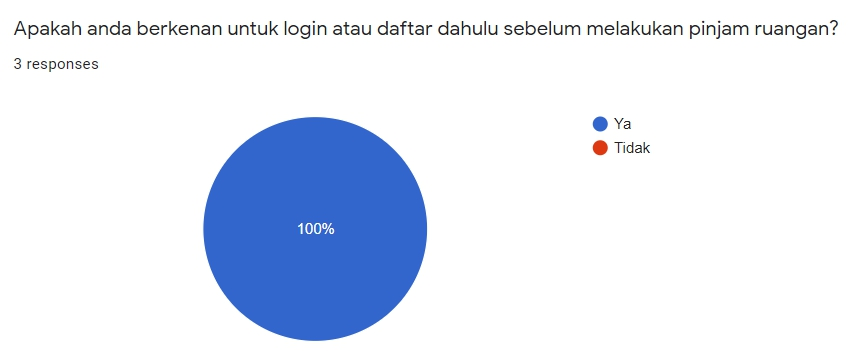 Apakah anda berkenan untuk login atau daftar dahulu sebelum melakukan pinjam ruangan?
3 responses
Ya
Tidak
100%